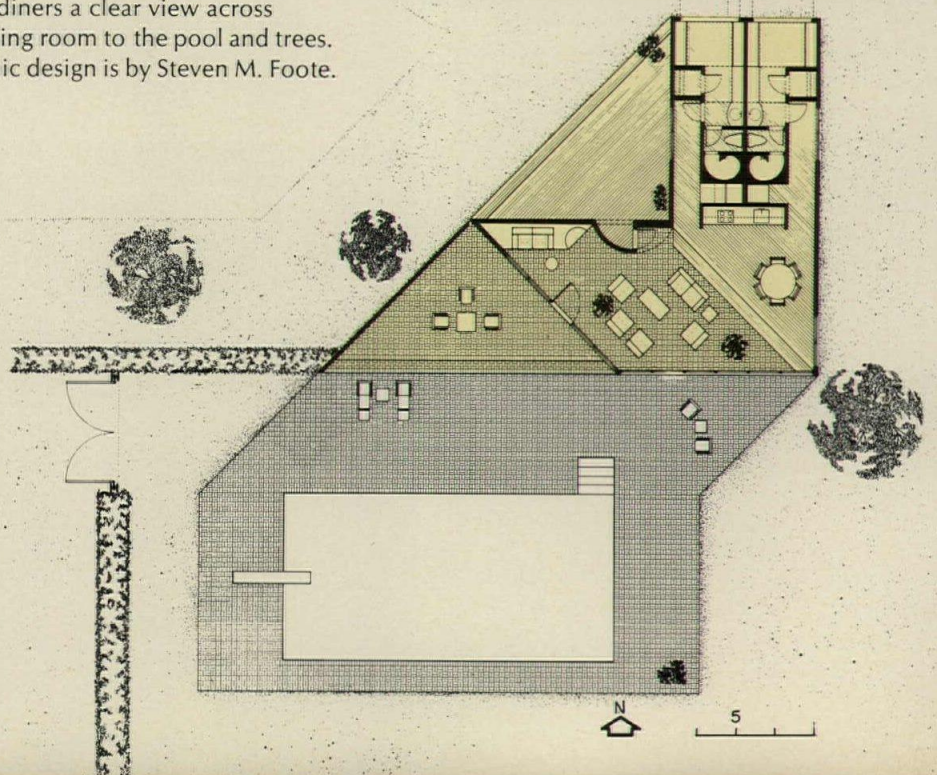 diners a clear view across
ing room to the pool and trees.
ic design is by Steven M. Foote.
N
5